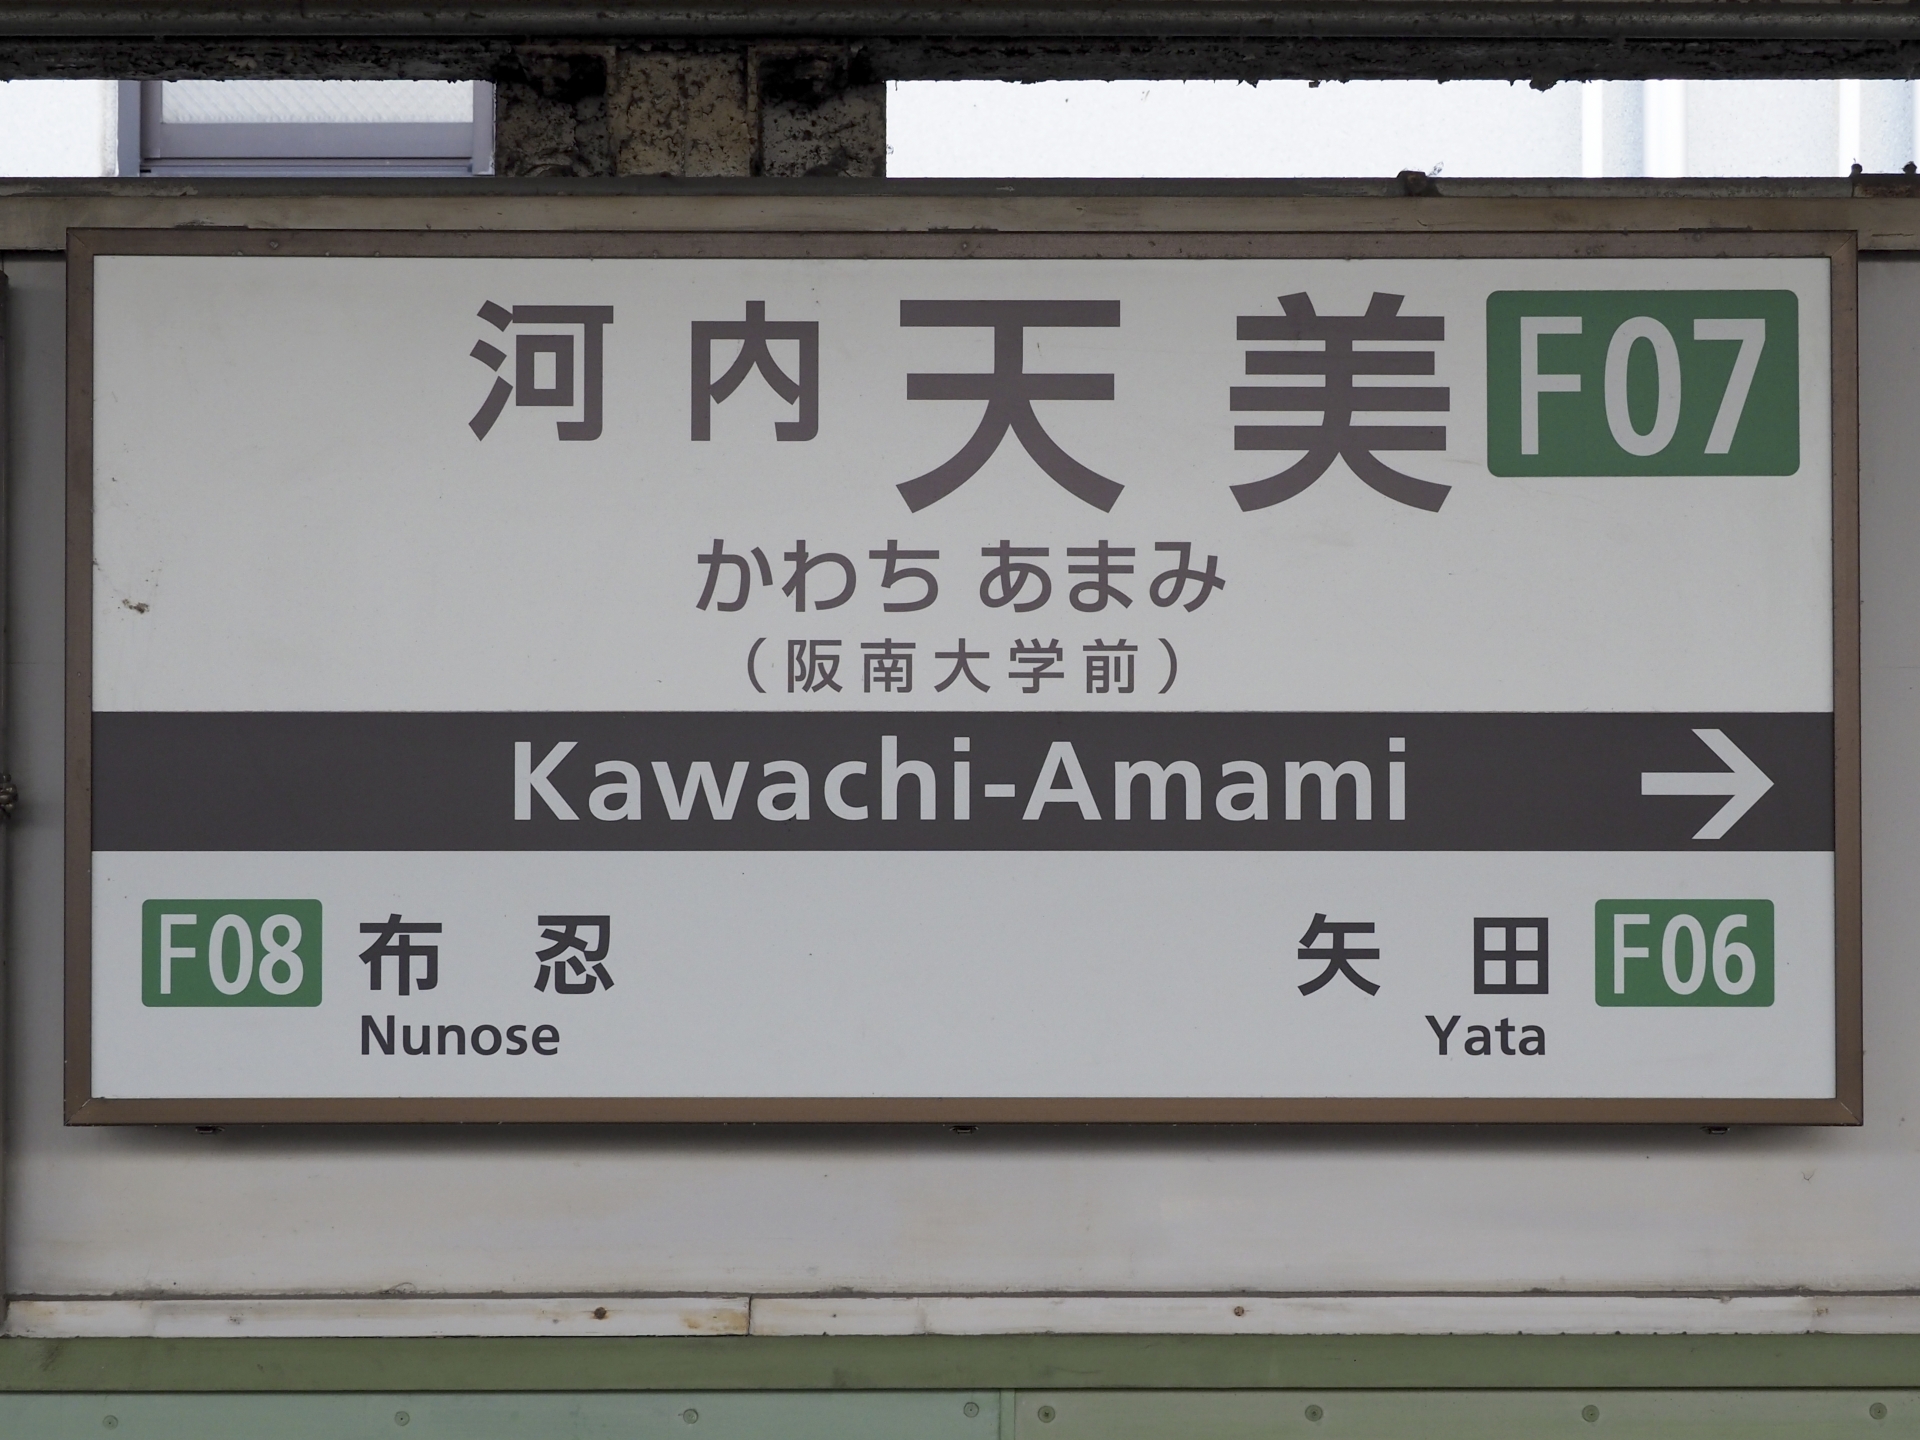 河内天美 F07
かわち あまみ
（阪南大学前）
Kawachi-Amami →
F08 布忍 矢田 F06
Nunose Yata